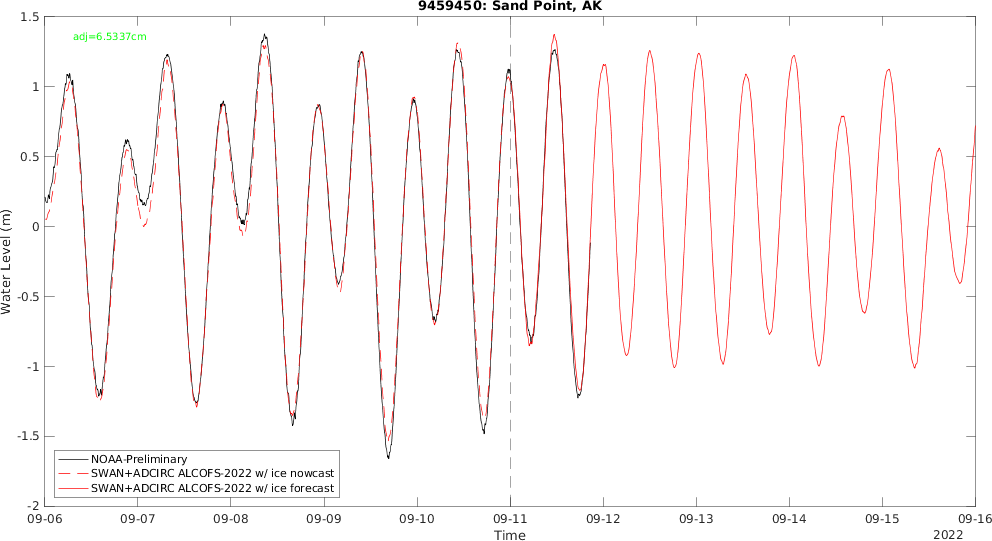 9459450: Sand Point, AK
adj=6.5337cm
1.5
1
0.5
0
-0.5
-1
-1.5
-2
Water Level (m)
NOAA-Preliminary
SWAN+ADCIRC ALCOFS-2022 w/ ice nowcast
SWAN+ADCIRC ALCOFS-2022 w/ ice forecast
09-06 09-07 09-08 09-09 09-10 09-11 09-12 09-13 09-14 09-15 09-16
Time
2022